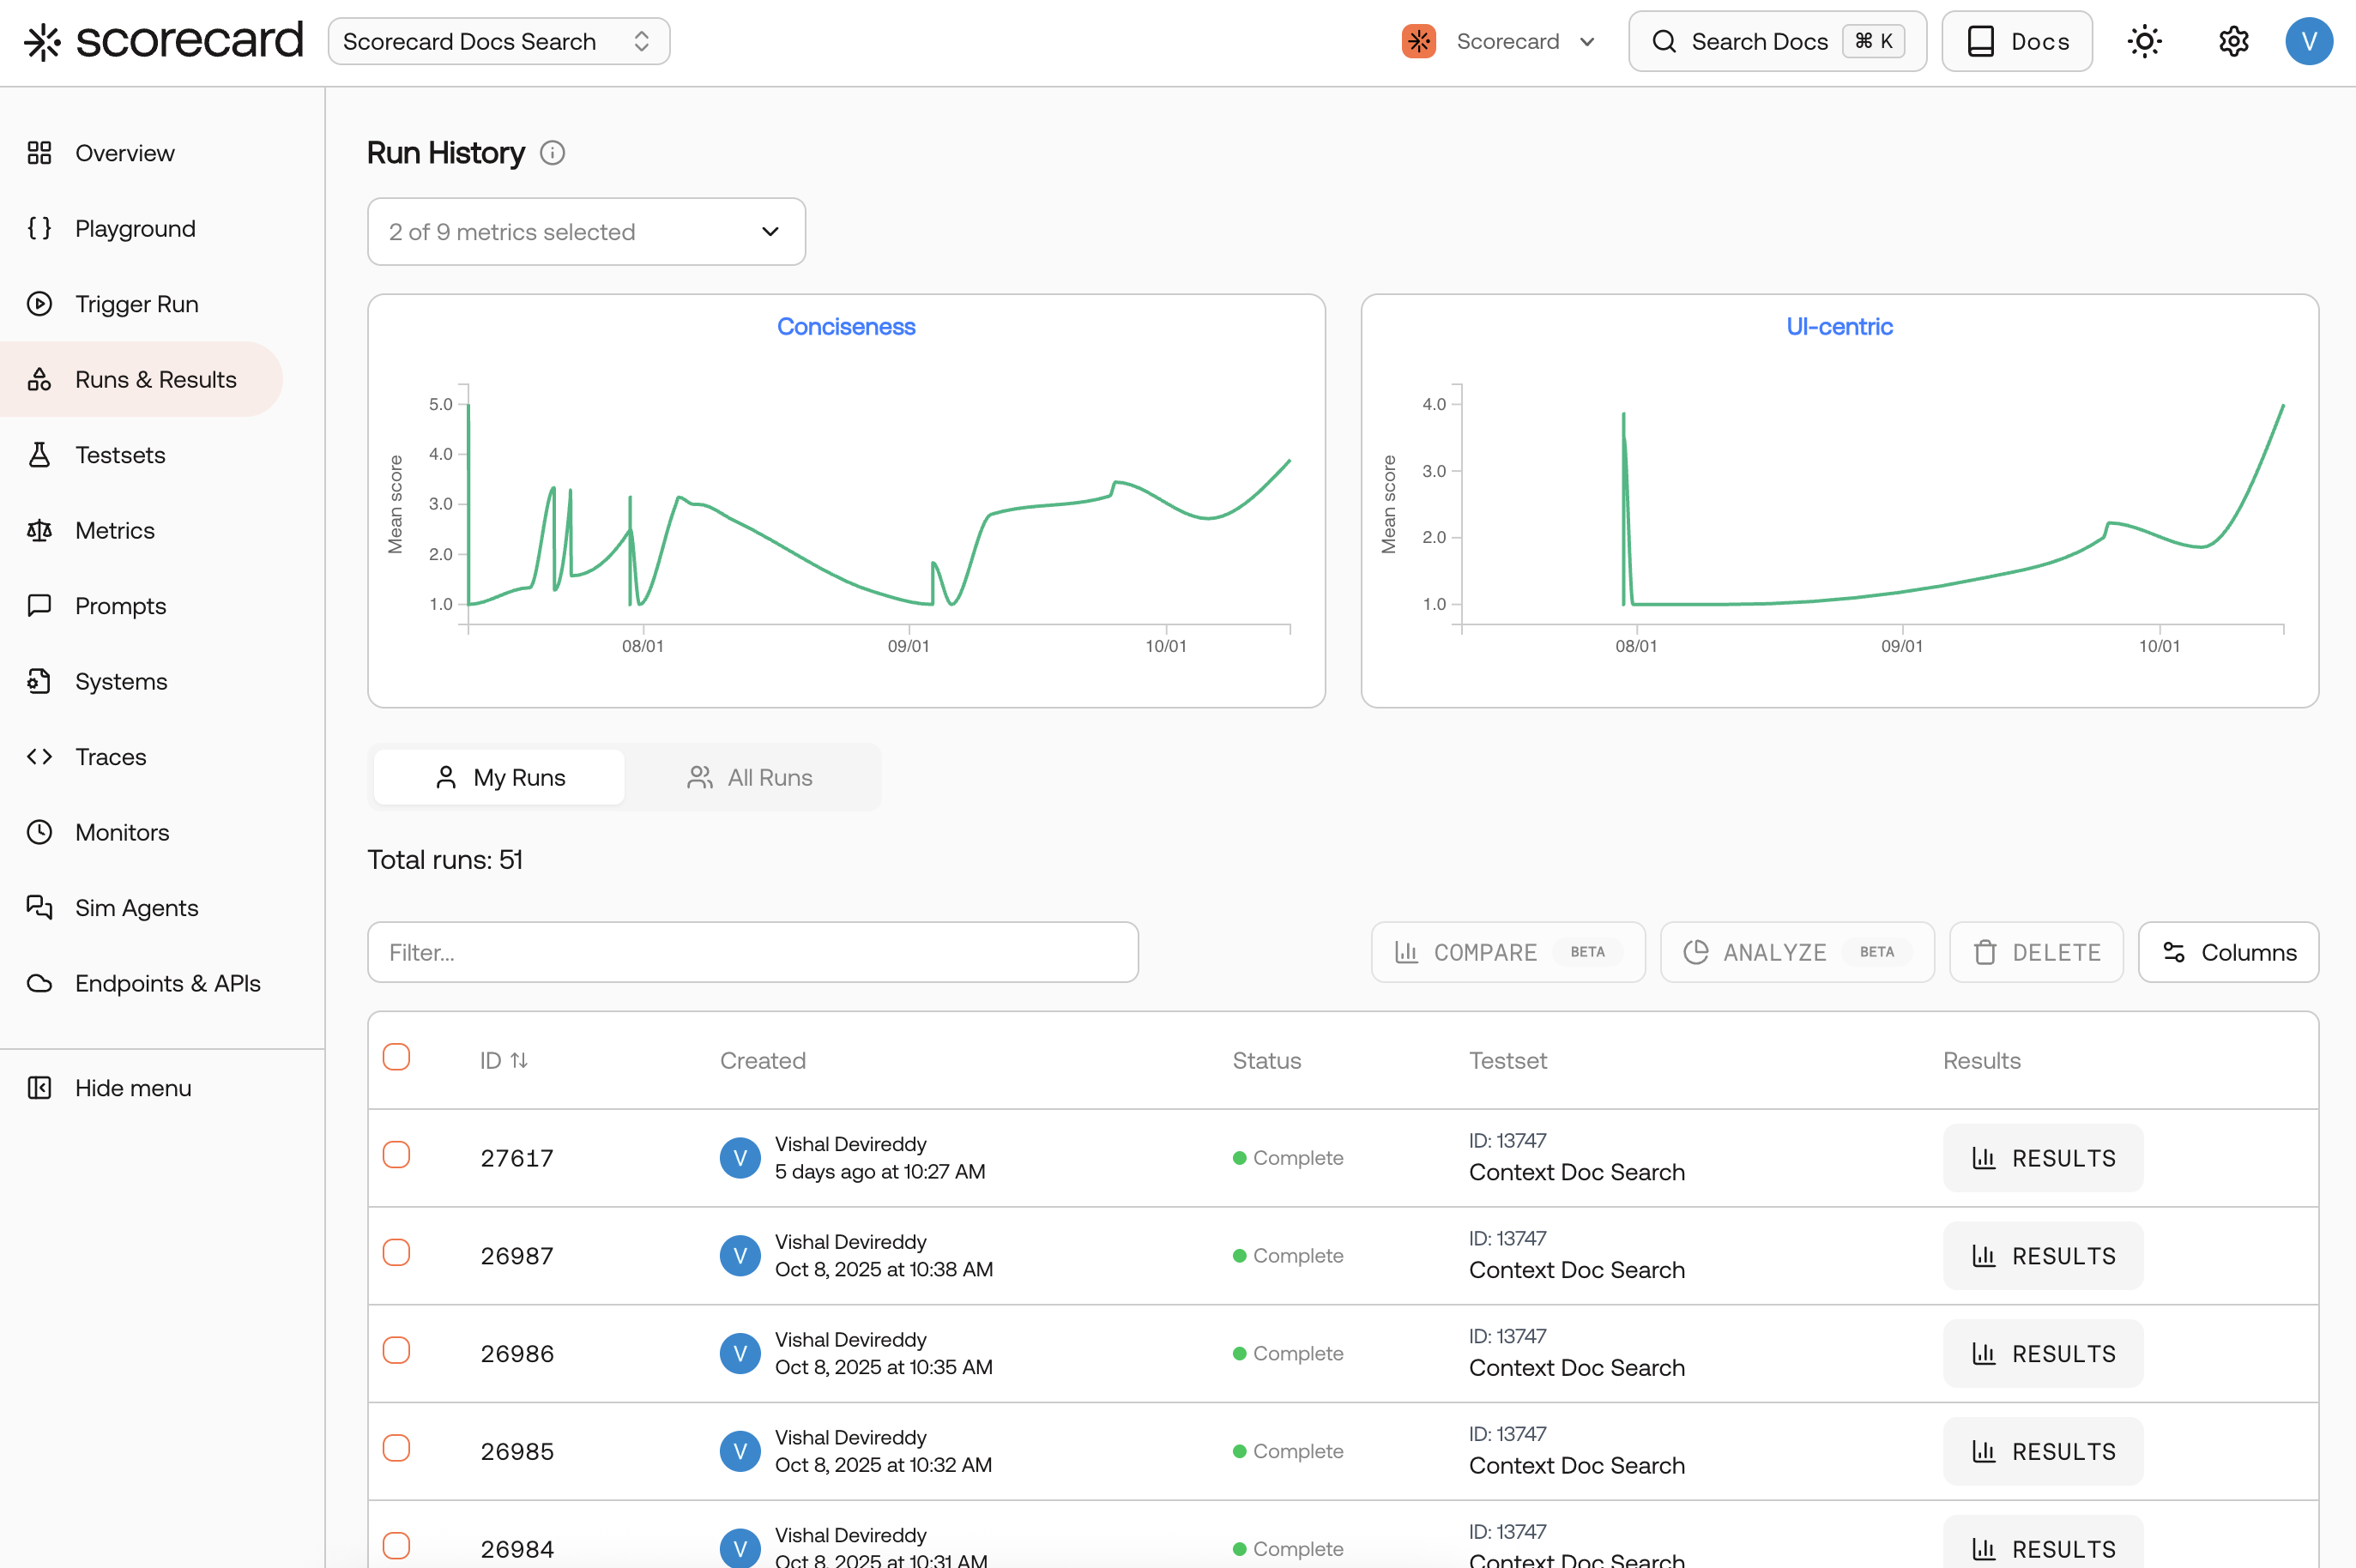 scorecard
Scorecard Docs Search
Scorecard
Search Docs ⌘ K
Docs
V
Overview
Playground
Trigger Run
Runs & Results
Testsets
Metrics
Prompts
Systems
Traces
Monitors
Sim Agents
Endpoints & APIs
Hide menu
Run History
2 of 9 metrics selected
Conciseness
Mean score
5.0
4.0
3.0
2.0
1.0
08/01 09/01 10/01
UI-centric
Mean score
4.0
3.0
2.0
1.0
08/01 09/01 10/01
My Runs
All Runs
Total runs: 51
Filter...
COMPARE BETA
ANALYZE BETA
DELETE
Columns
ID Created Status Testset Results
27617
V
Vishal Devireddy
5 days ago at 10:27 AM
Complete
ID: 13747
Context Doc Search
RESULTS
26987
V
Vishal Devireddy
Oct 8, 2025 at 10:38 AM
Complete
ID: 13747
Context Doc Search
RESULTS
26986
V
Vishal Devireddy
Oct 8, 2025 at 10:35 AM
Complete
ID: 13747
Context Doc Search
RESULTS
26985
V
Vishal Devireddy
Oct 8, 2025 at 10:32 AM
Complete
ID: 13747
Context Doc Search
RESULTS
26984
V
Vishal Devireddy
Oct 8, 2025 at 10:31 AM
Complete
ID: 13747
Context Doc Search
RESULTS